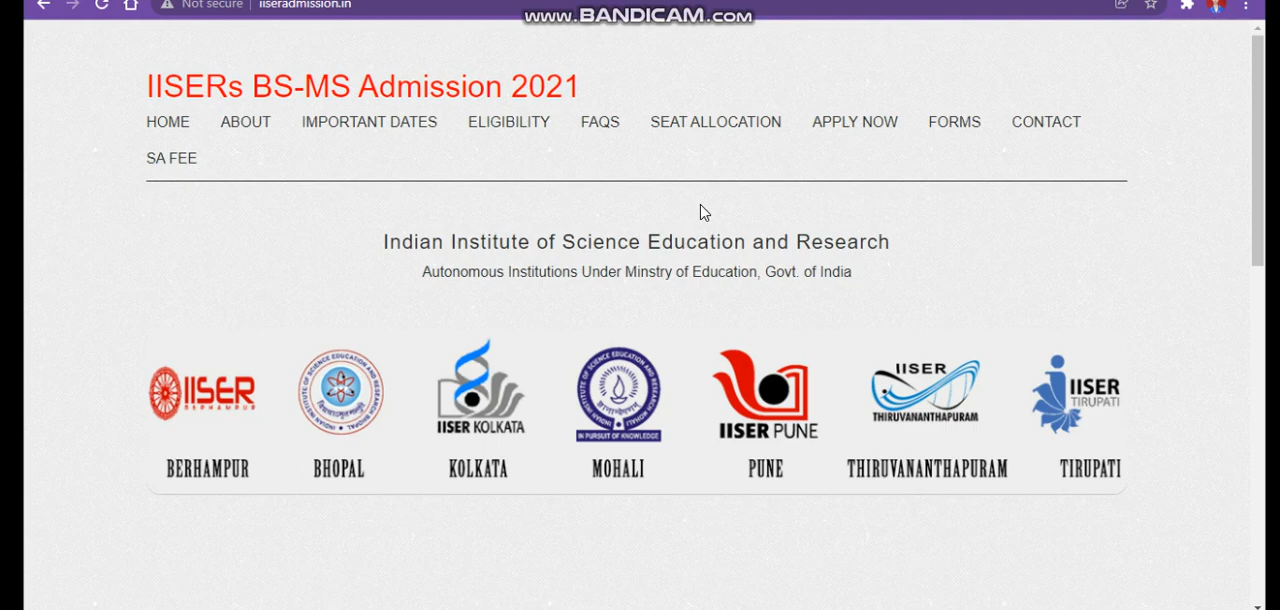 Not secure | iiseradmission.in
www.BANDICAM.com
IISERs BS-MS Admission 2021
HOME ABOUT IMPORTANT DATES ELIGIBILITY FAQS SEAT ALLOCATION APPLY NOW FORMS CONTACT
SA FEE
Indian Institute of Science Education and Research
Autonomous Institutions Under Minstry of Education, Govt. of India
IISER
BERHAMPUR
IISER KOLKATA
IN PURSUIT OF KNOWLEDGE
IISER PUNE
IISER
THIRUVANANTHAPURAM
IISER
TIRUPATI
BERHAMPUR BHOPAL KOLKATA MOHALI PUNE THIRUVANANTHAPURAM TIRUPATI